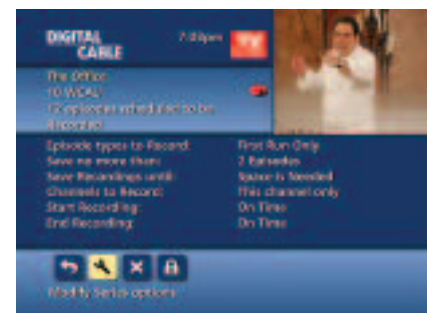 DIGITAL
CABLE
7:00pm
TV
The Office
10 WCAU
12 episodes scheduled to be
Recorded
Episode types to Record: First Run Only
Save no more than: 7 Episodes
Save Recordings until: Space is Needed
Channels to Record: This channel only
Start Recording: On Time
End Recording: On Time
Modify Series options